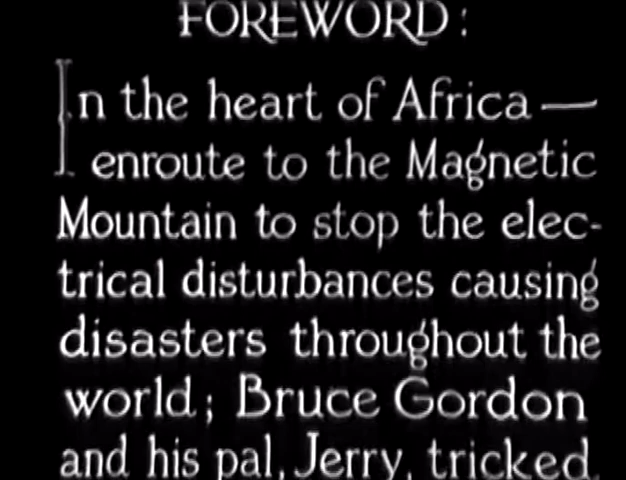 FOREWORD:
In the heart of Africa —
enroute to the Magnetic
Mountain to stop the elec-
trical disturbances causing
disasters throughout the
world; Bruce Gordon
and his pal, Jerry, tricked